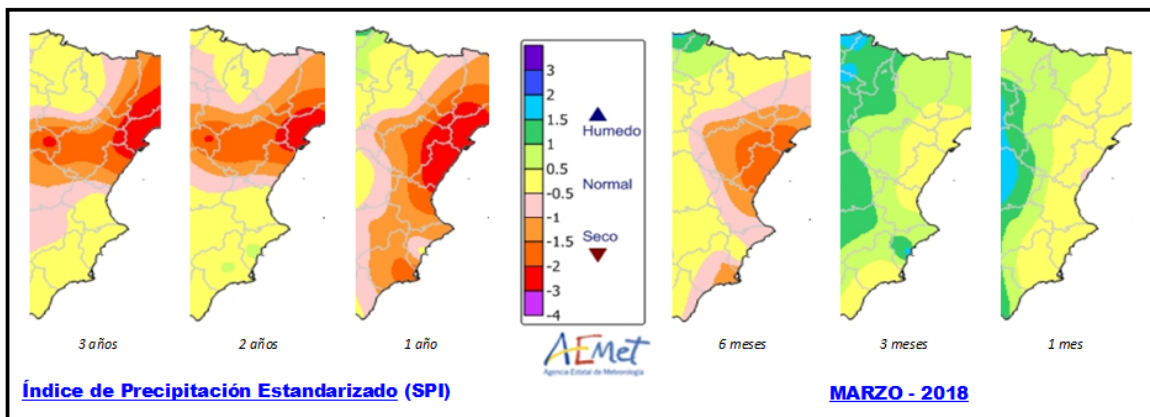 3
2
1.5
1
0.5
-0.5
-1
-1.5
-2
-3
-4
Humedo
Normal
Seco
3 años
2 años
1 año
AEMet
Agencia Estatal de Meteorología
6 meses
3 meses
1 mes
Índice de Precipitación Estandarizado (SPI)
MARZO - 2018